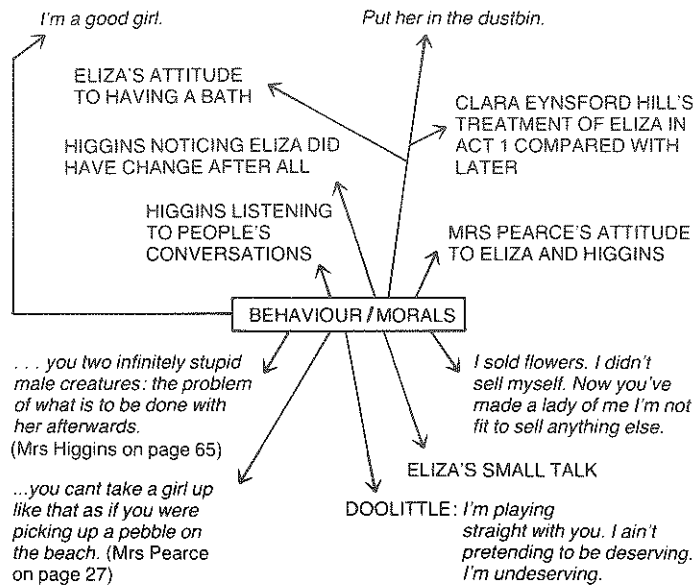 I'm a good girl.
Put her in the dustbin.
ELIZA'S ATTITUDE
TO HAVING A BATH
CLARA EYNSFORD HILL'S
TREATMENT OF ELIZA IN
ACT 1 COMPARED WITH
LATER
HIGGINS NOTICING ELIZA DID
HAVE CHANGE AFTER ALL
HIGGINS LISTENING
TO PEOPLE'S
CONVERSATIONS
MRS PEARCE'S ATTITUDE
TO ELIZA AND HIGGINS
BEHAVIOUR / MORALS
. . . you two infinitely stupid
male creatures: the problem
of what is to be done with
her afterwards.
(Mrs Higgins on page 65)
I sold flowers. I didn't
sell myself. Now you've
made a lady of me I'm not
fit to sell anything else.
ELIZA'S SMALL TALK
...you cant take a girl up
like that as if you were
picking up a pebble on
the beach. (Mrs Pearce
on page 27)
DOOLITTLE: I'm playing
straight with you. I ain't
pretending to be deserving.
I'm undeserving.